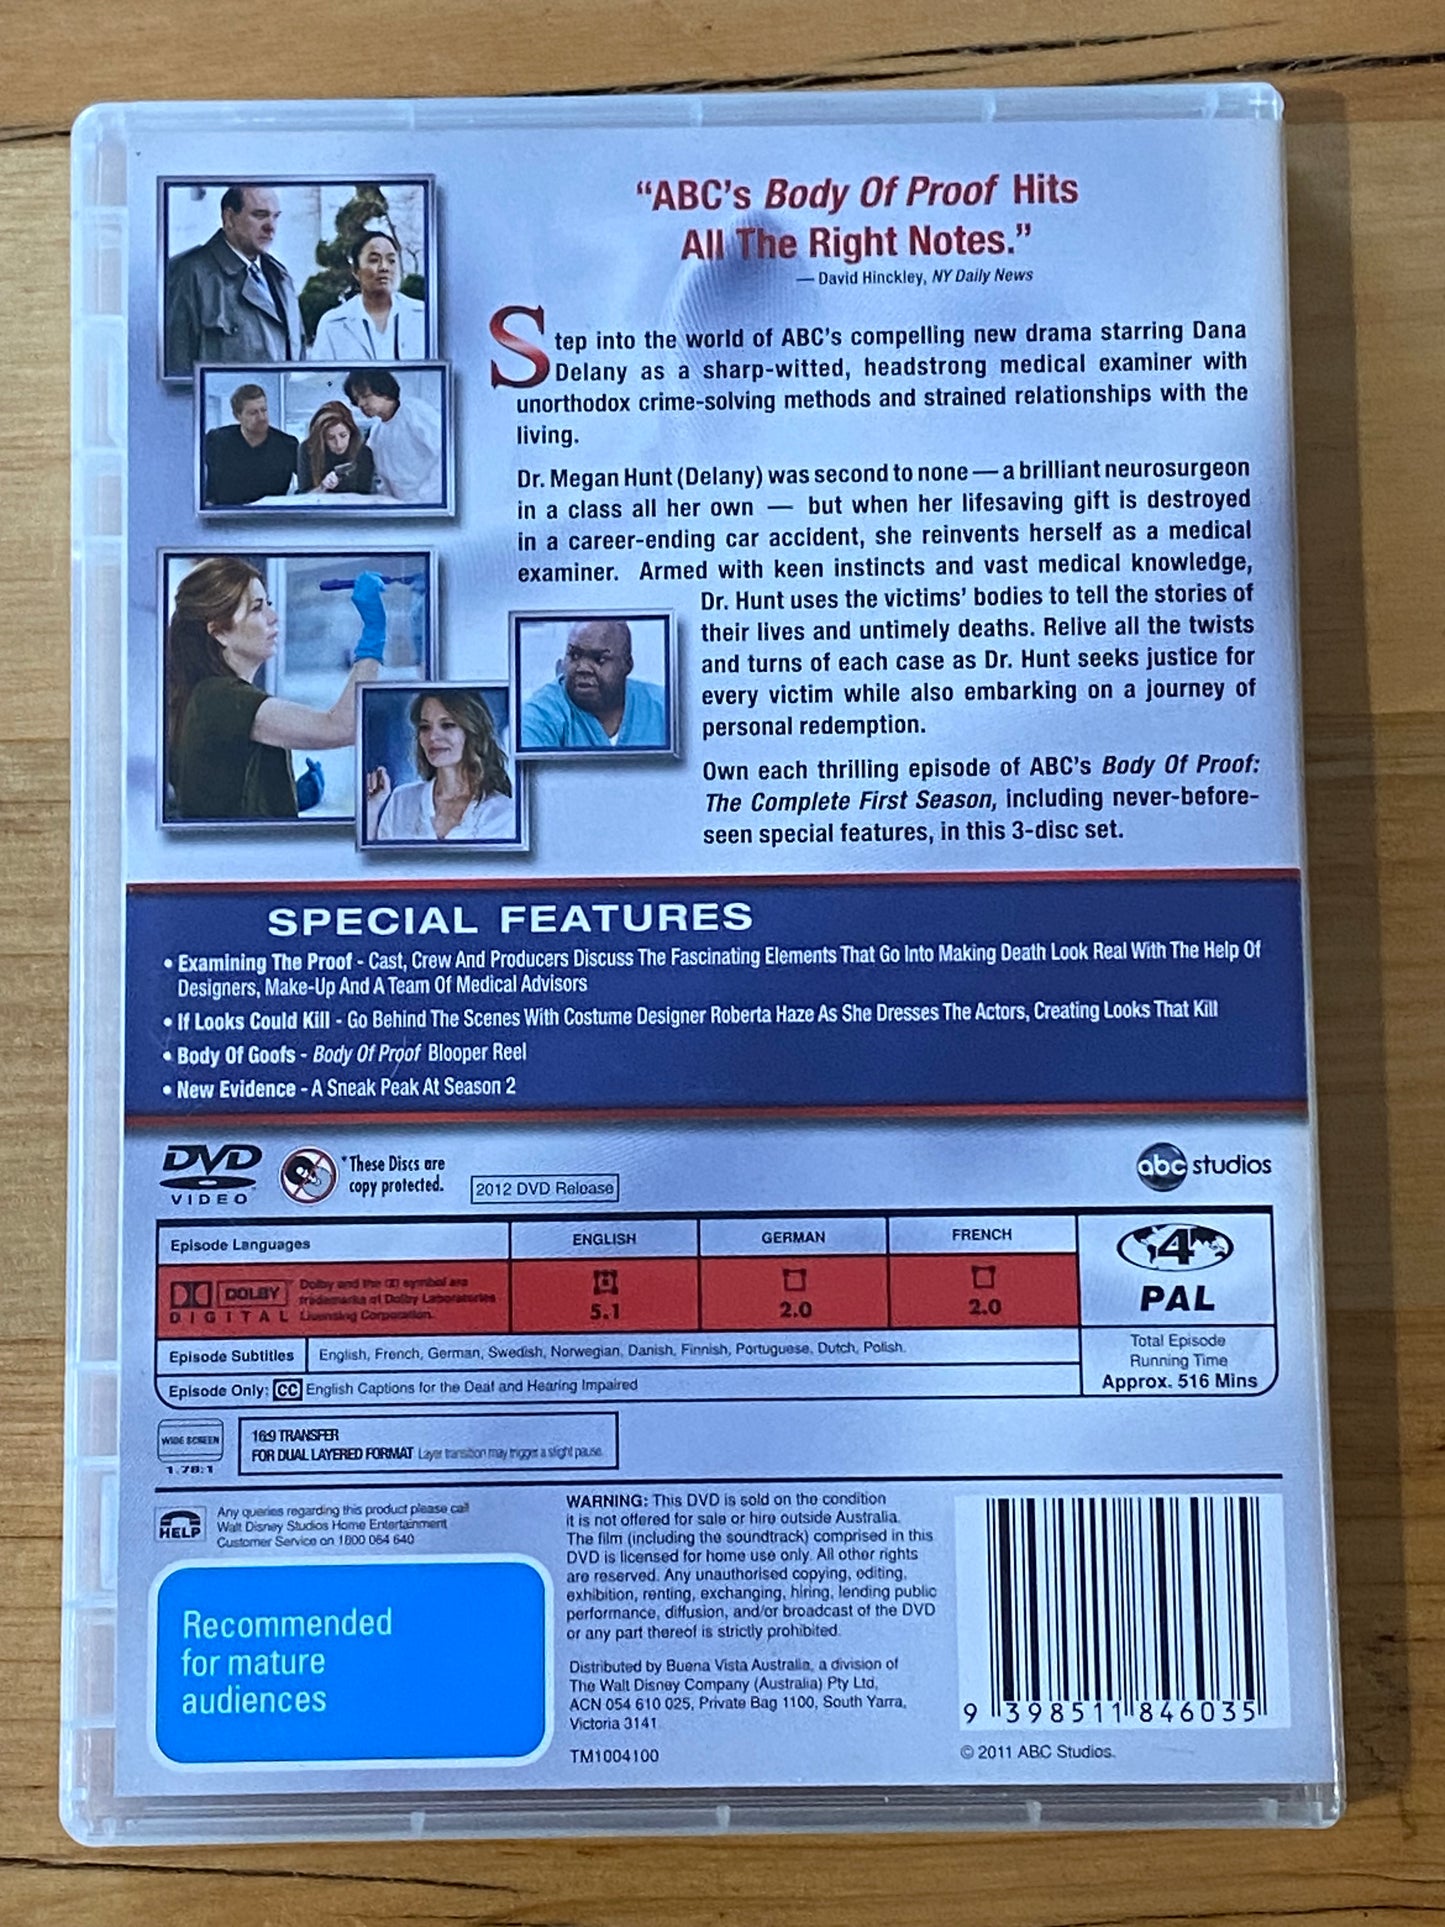 “ABC’s Body Of Proof Hits
All The Right Notes.”
— David Hinckley, NY Daily News
Step into the world of ABC’s compelling new drama starring Dana
Delany as a sharp-witted, headstrong medical examiner with
unorthodox crime-solving methods and strained relationships with the
living.
Dr. Megan Hunt (Delany) was second to none — a brilliant neurosurgeon
in a class all her own — but when her lifesaving gift is destroyed
in a career-ending car accident, she reinvents herself as a medical
examiner. Armed with keen instincts and vast medical knowledge,
Dr. Hunt uses the victims’ bodies to tell the stories of
their lives and untimely deaths. Relive all the twists
and turns of each case as Dr. Hunt seeks justice for
every victim while also embarking on a journey of
personal redemption.
Own each thrilling episode of ABC’s Body Of Proof:
The Complete First Season, including never-before-
seen special features, in this 3-disc set.
SPECIAL FEATURES
• Examining The Proof - Cast, Crew And Producers Discuss The Fascinating Elements That Go Into Making Death Look Real With The Help Of
Designers, Make-Up And A Team Of Medical Advisors
• If Looks Could Kill - Go Behind The Scenes With Costume Designer Roberta Haze As She Dresses The Actors, Creating Looks That Kill
• Body Of Goofs - Body Of Proof Blooper Reel
• New Evidence - A Sneak Peak At Season 2
DVD
VIDEO
*These Discs are
copy protected.
2012 DVD Release
abc studios
Episode Languages
ENGLISH
GERMAN
FRENCH
DOLBY
DIGITAL
Dolby and the DD symbol are
trademarks of Dolby Laboratories
Licensing Corporation.
5.1
2.0
2.0
4
PAL
Episode Subtitles
English, French, German, Swedish, Norwegian, Danish, Finnish, Portuguese, Dutch, Polish.
Episode Only: CC English Captions for the Deaf and Hearing Impaired
Total Episode
Running Time
Approx. 516 Mins
WIDE SCREEN
1.78:1
16:9 TRANSFER
FOR DUAL LAYERED FORMAT Layer transition may trigger a slight pause.
HELP
Any queries regarding this product please call
Walt Disney Studios Home Entertainment
Customer Service on 1800 064 640
Recommended
for mature
audiences
WARNING: This DVD is sold on the condition
it is not offered for sale or hire outside Australia.
The film (including the soundtrack) comprised in this
DVD is licensed for home use only. All other rights
are reserved. Any unauthorised copying, editing,
exhibition, renting, exchanging, hiring, lending public
performance, diffusion, and/or broadcast of the DVD
or any part thereof is strictly prohibited.
Distributed by Buena Vista Australia, a division of
The Walt Disney Company (Australia) Pty Ltd,
ACN 054 610 025, Private Bag 1100, South Yarra,
Victoria 3141
TM1004100
9 398511 846035
© 2011 ABC Studios.